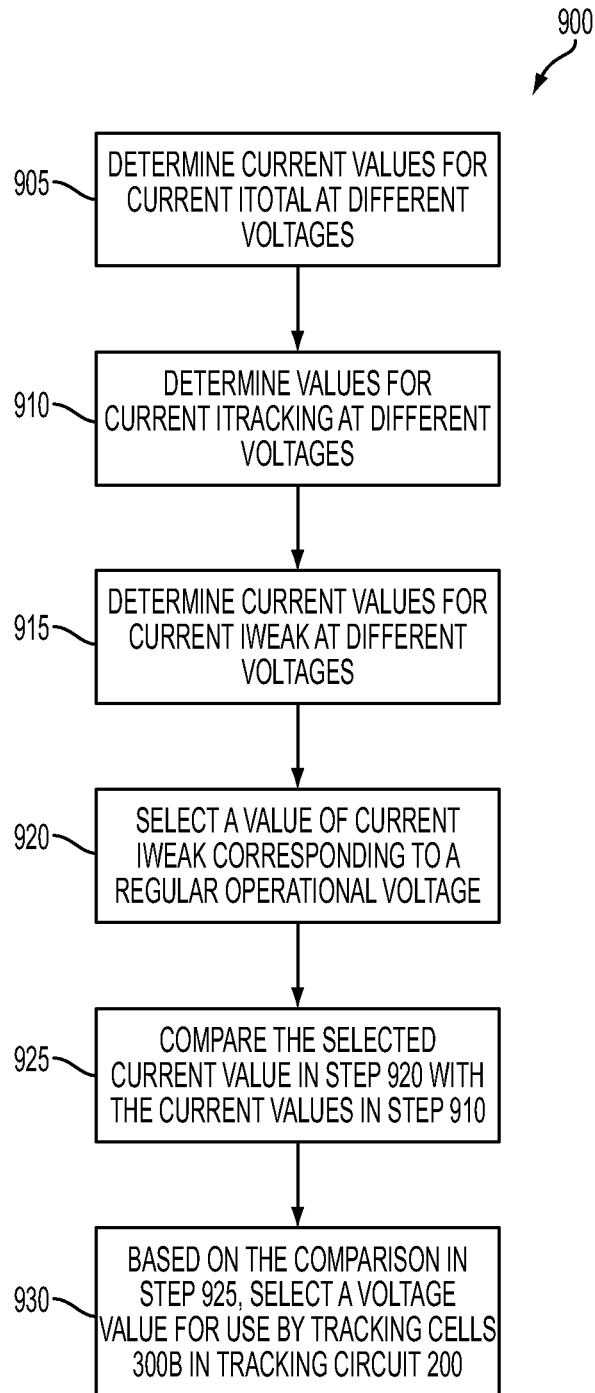 900
905
DETERMINE CURRENT VALUES FOR
CURRENT ITOTAL AT DIFFERENT
VOLTAGES
910
DETERMINE VALUES FOR
CURRENT ITRACKING AT DIFFERENT
VOLTAGES
915
DETERMINE CURRENT VALUES FOR
CURRENT IWEAK AT DIFFERENT
VOLTAGES
920
SELECT A VALUE OF CURRENT
IWEAK CORRESPONDING TO A
REGULAR OPERATIONAL VOLTAGE
925
COMPARE THE SELECTED
CURRENT VALUE IN STEP 920 WITH
THE CURRENT VALUES IN STEP 910
930
BASED ON THE COMPARISON IN
STEP 925, SELECT A VOLTAGE
VALUE FOR USE BY TRACKING CELLS
300B IN TRACKING CIRCUIT 200